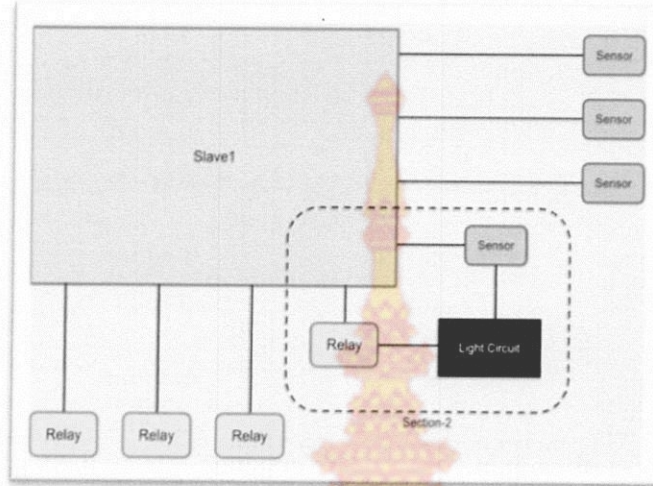 Sensor
Sensor
Slave1
Sensor
Sensor
Relay
Light Circuit
Section-2
Relay
Relay
Relay